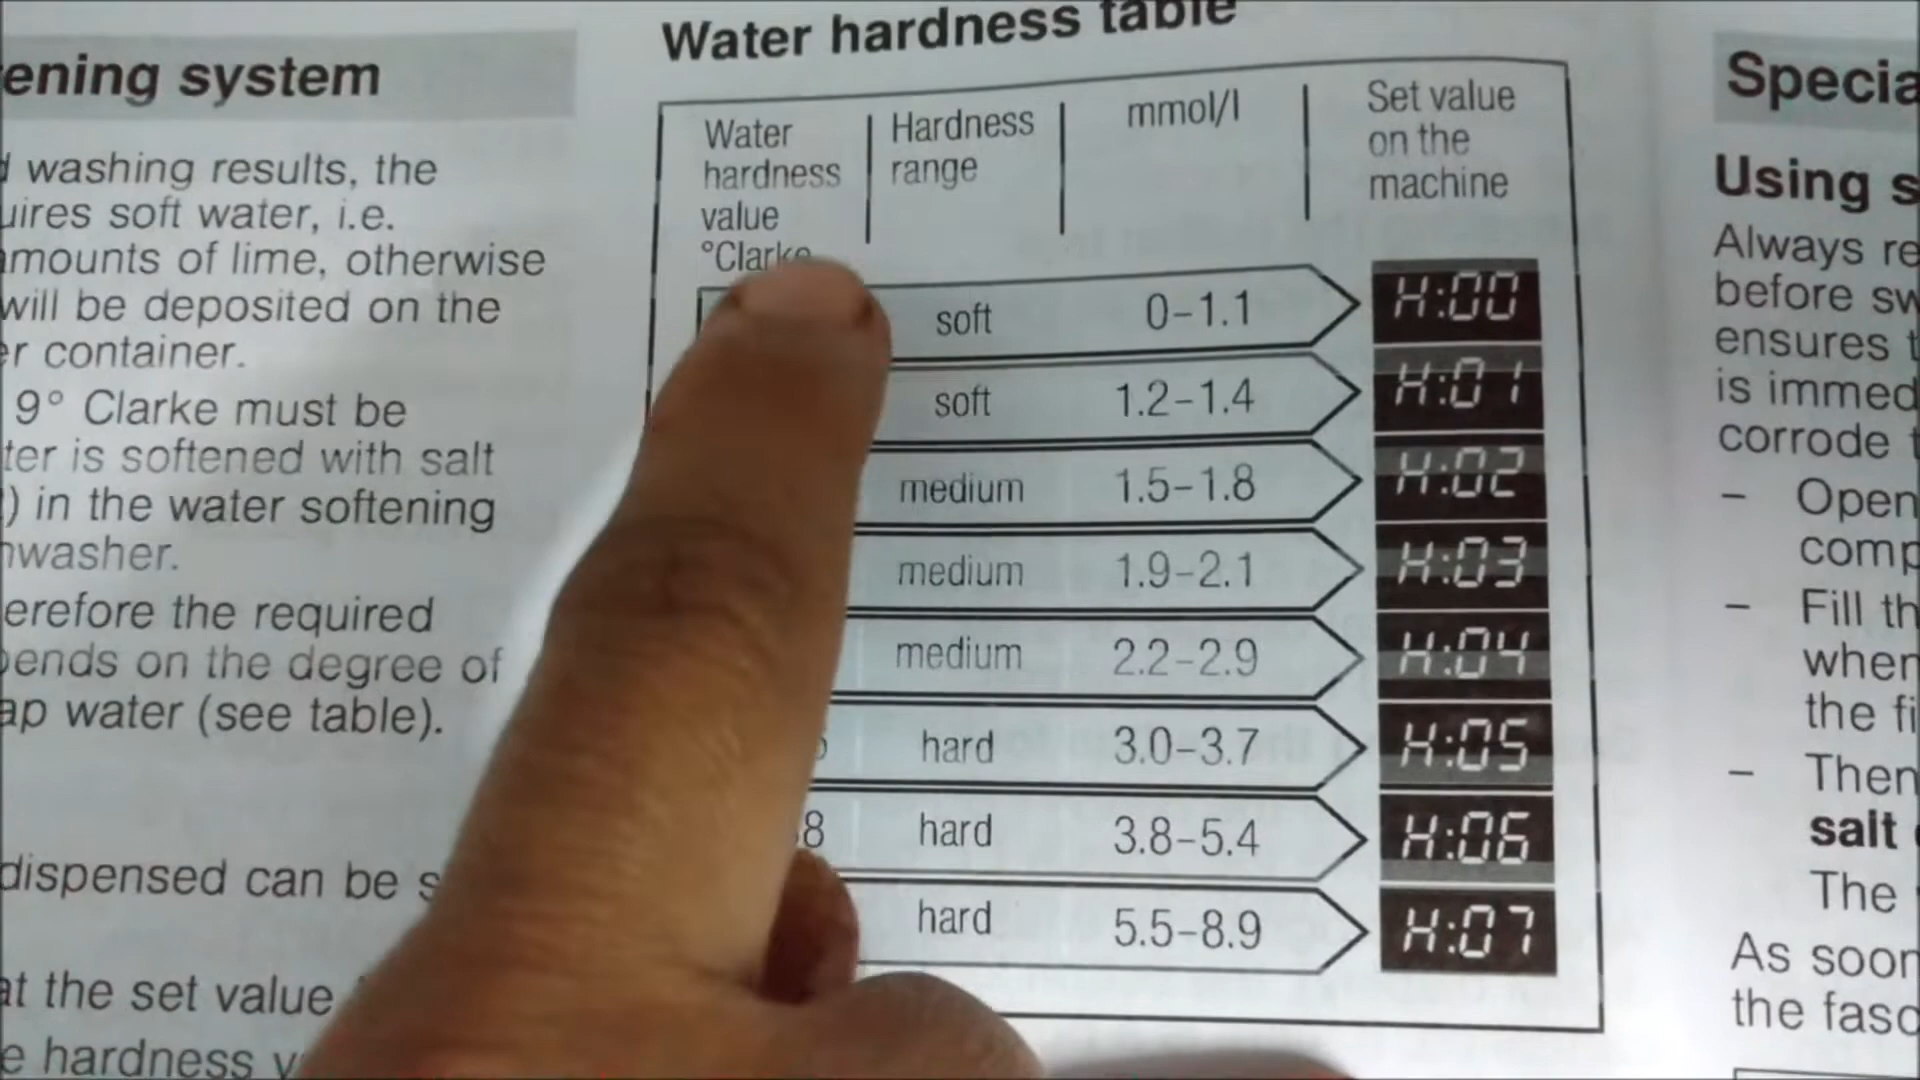 ening system
washing results, the
uires soft water, i.e.
amounts of lime, otherwise
will be deposited on the
er container.
9° Clarke must be
ter is softened with salt
) in the water softening
hwasher.
erefore the required
pends on the degree of
ap water (see table).
dispensed can be s
at the set value
e hardness v
Water hardness table
Water hardness value °Clarke
Hardness range
mmol/l
Set value on the machine
soft 0-1.1 H:00
soft 1.2-1.4 H:01
medium 1.5-1.8 H:02
medium 1.9-2.1 H:03
medium 2.2-2.9 H:04
hard 3.0-3.7 H:05
8 hard 3.8-5.4 H:06
hard 5.5-8.9 H:07
Specia
Using s
Always re
before sw
ensures t
is immed
corrode t
– Open
comp
– Fill th
when
the fi
– Then
salt
The
As soon
the fasc